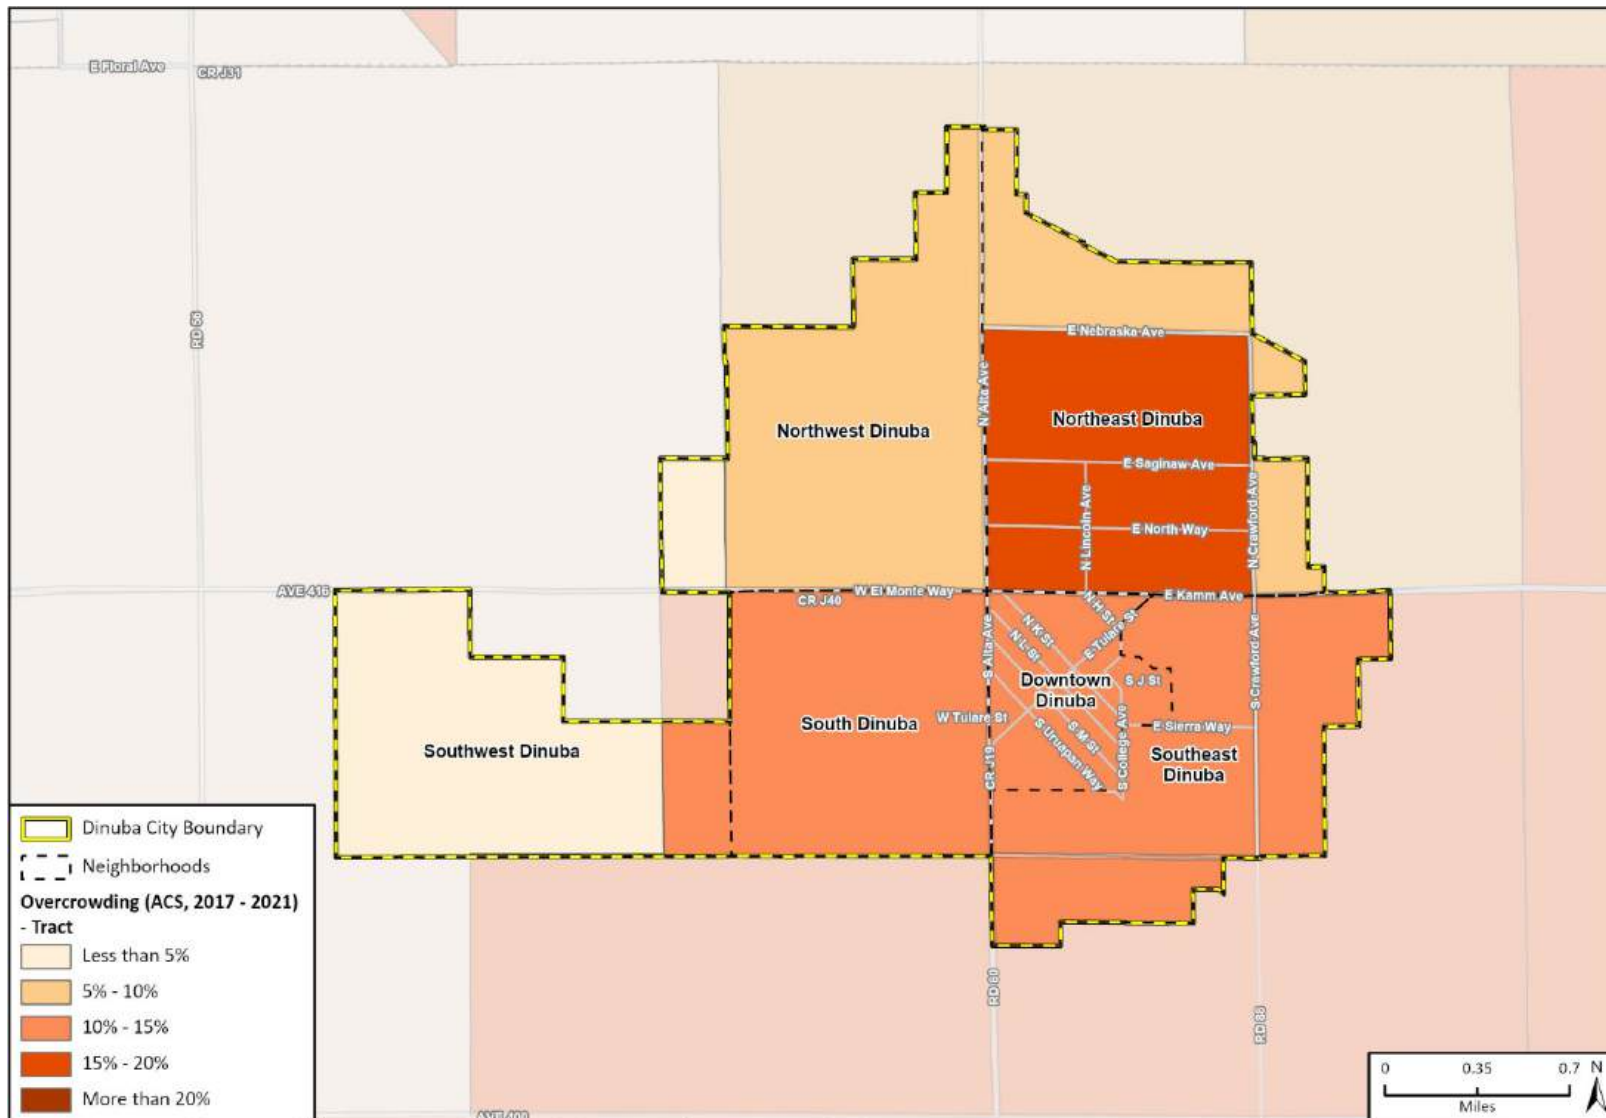 E Floral Ave
CR J31
RD 56
E Nebraska Ave
N Alta Ave
Northwest Dinuba
Northeast Dinuba
E Saginaw Ave
N Lincoln Ave
N Crawford Ave
E North Way
AVE 416
W El Monte Way
CR J40
E Kamm Ave
N H St
N K St
E Tulare St
N L St
S Alta Ave
S Crawford Ave
Downtown
Dinuba
S J St
South Dinuba
W Tulare St
E Sierra Way
Southwest Dinuba
S M St
S Uruapan Way
S College Ave
CR J19
Southeast
Dinuba
RD 80
Dinuba City Boundary
Neighborhoods
Overcrowding (ACS, 2017 - 2021)
- Tract
Less than 5%
5% - 10%
10% - 15%
15% - 20%
More than 20%
0 0.35 0.7 N
Miles